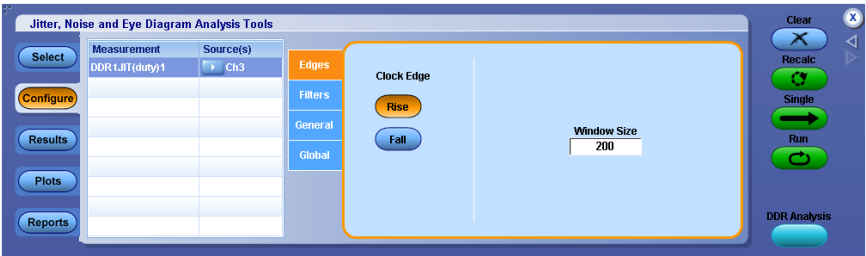 Jitter, Noise and Eye Diagram Analysis Tools
Clear
X
Select
Measurement Source(s)
DDR tJIT(duty)1 Ch3
Configure
Results
Plots
Reports
Edges
Filters
General
Global
Clock Edge
Rise
Fall
Window Size
200
Recalc
Single
Run
DDR Analysis